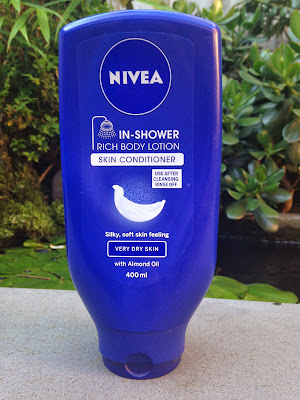 NIVEA
IN-SHOWER
RICH BODY LOTION
SKIN CONDITIONER
USE AFTER
CLEANSING.
RINSE OFF.
Silky, soft skin feeling
VERY DRY SKIN
with Almond Oil
400 ml